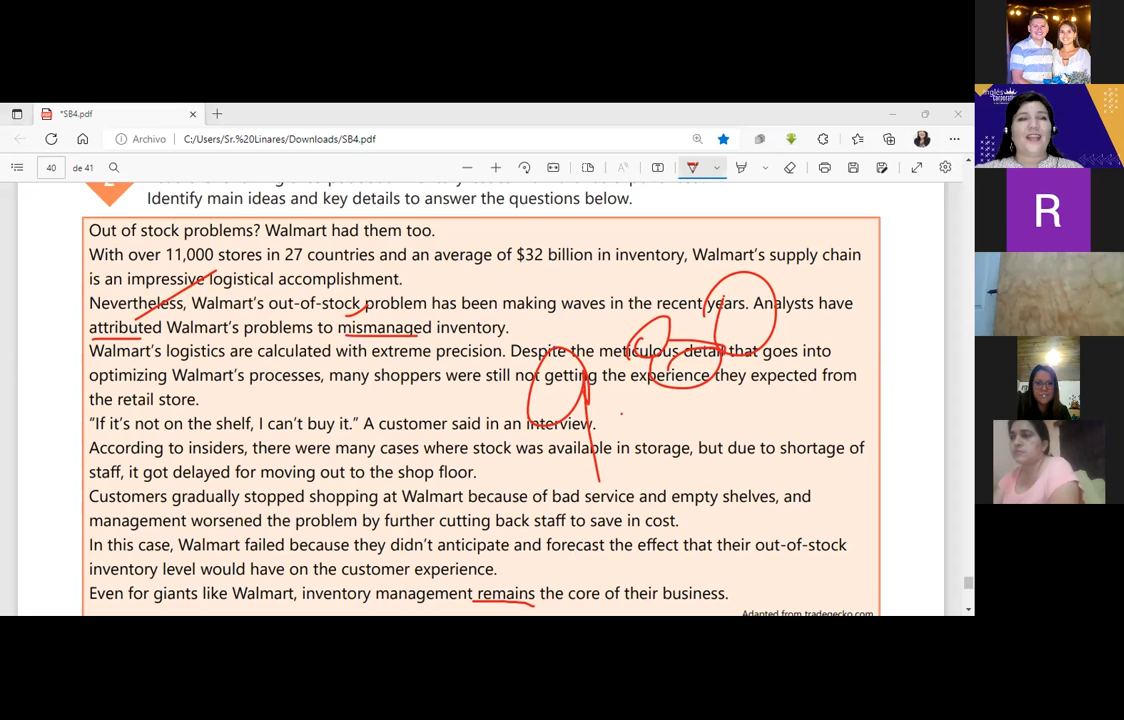 *SB4.pdf
Archivo C:/Users/Sr.%20Linares/Downloads/SB4.pdf
40 de 41
Identify main ideas and key details to answer the questions below.
Out of stock problems? Walmart had them too.
With over 11,000 stores in 27 countries and an average of $32 billion in inventory, Walmart's supply chain
is an impressive logistical accomplishment.
Nevertheless, Walmart's out-of-stock problem has been making waves in the recent years. Analysts have
attributed Walmart's problems to mismanaged inventory.
Walmart's logistics are calculated with extreme precision. Despite the meticulous detail that goes into
optimizing Walmart's processes, many shoppers were still not getting the experience they expected from
the retail store.
"If it's not on the shelf, I can't buy it." A customer said in an interview.
According to insiders, there were many cases where stock was available in storage, but due to shortage of
staff, it got delayed for moving out to the shop floor.
Customers gradually stopped shopping at Walmart because of bad service and empty shelves, and
management worsened the problem by further cutting back staff to save in cost.
In this case, Walmart failed because they didn't anticipate and forecast the effect that their out-of-stock
inventory level would have on the customer experience.
Even for giants like Walmart, inventory management remains the core of their business.
Adapted from tradegecko.com
inglés
corporativo
R